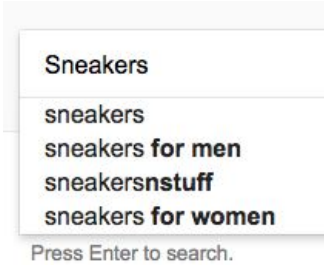 Sneakers
sneakers
sneakers for men
sneakersnstuff
sneakers for women
Press Enter to search.